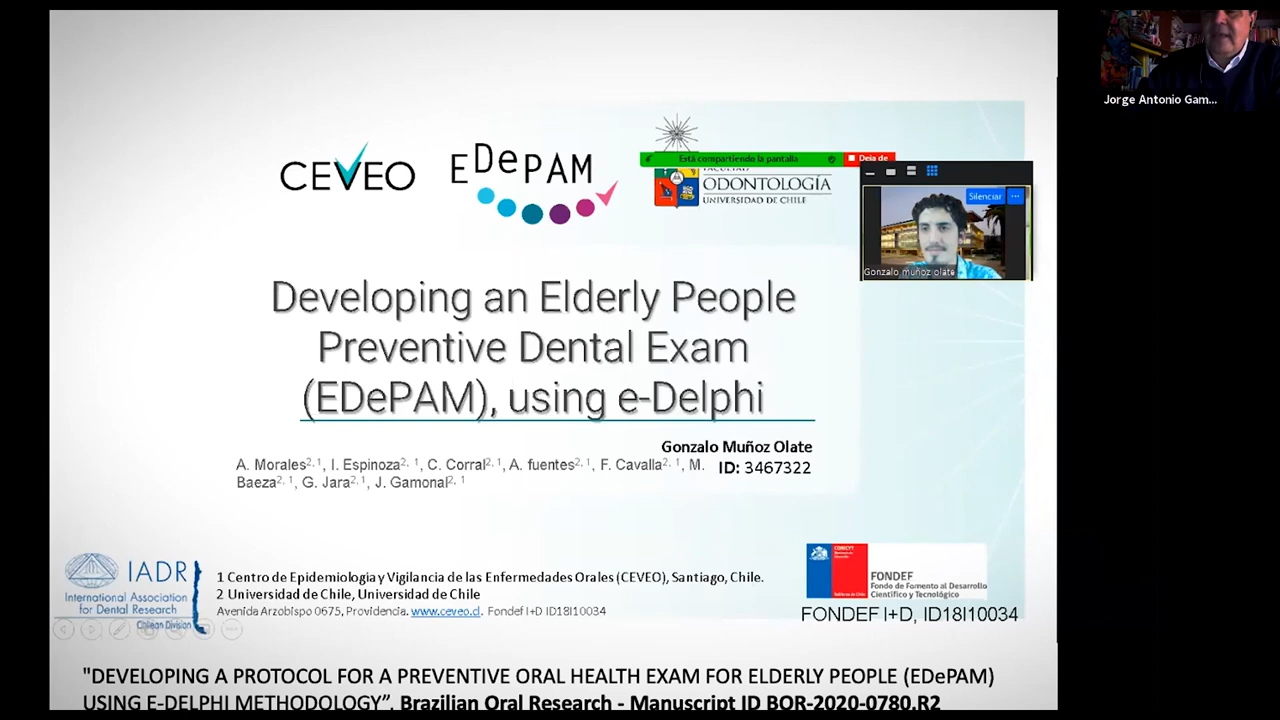 Jorge Antonio Gam...
CEVEO
EDePAM
Está compartiendo la pantalla
Deja de
FACULTAD
ODONTOLOGÍA
UNIVERSIDAD DE CHILE
Silenciar
Gonzalo muñoz olate
Developing an Elderly People
Preventive Dental Exam
(EDePAM), using e-Delphi
Gonzalo Muñoz Olate
ID: 3467322
A. Morales2, 1, I. Espinoza2, 1, C. Corral2, 1, A. fuentes2, 1, F. Cavalla2, 1, M.
Baeza2, 1, G. Jara2, 1, J. Gamonal2, 1
IADR
International Association
for Dental Research
Chilean Division
1 Centro de Epidemiologia y Vigilancia de las Enfermedades Orales (CEVEO), Santiago, Chile.
2 Universidad de Chile, Universidad de Chile
Avenida Arzobispo 0675, Providencia. www.ceveo.cl. Fondef I+D ID18I10034
CONICYT
FONDEF
Fondo de Fomento al Desarrollo
Científico y Tecnológico
FONDEF I+D, ID18I10034
"DEVELOPING A PROTOCOL FOR A PREVENTIVE ORAL HEALTH EXAM FOR ELDERLY PEOPLE (EDePAM)
USING E-DELPHI METHODOLOGY”. Brazilian Oral Research - Manuscript ID BOR-2020-0780.R2